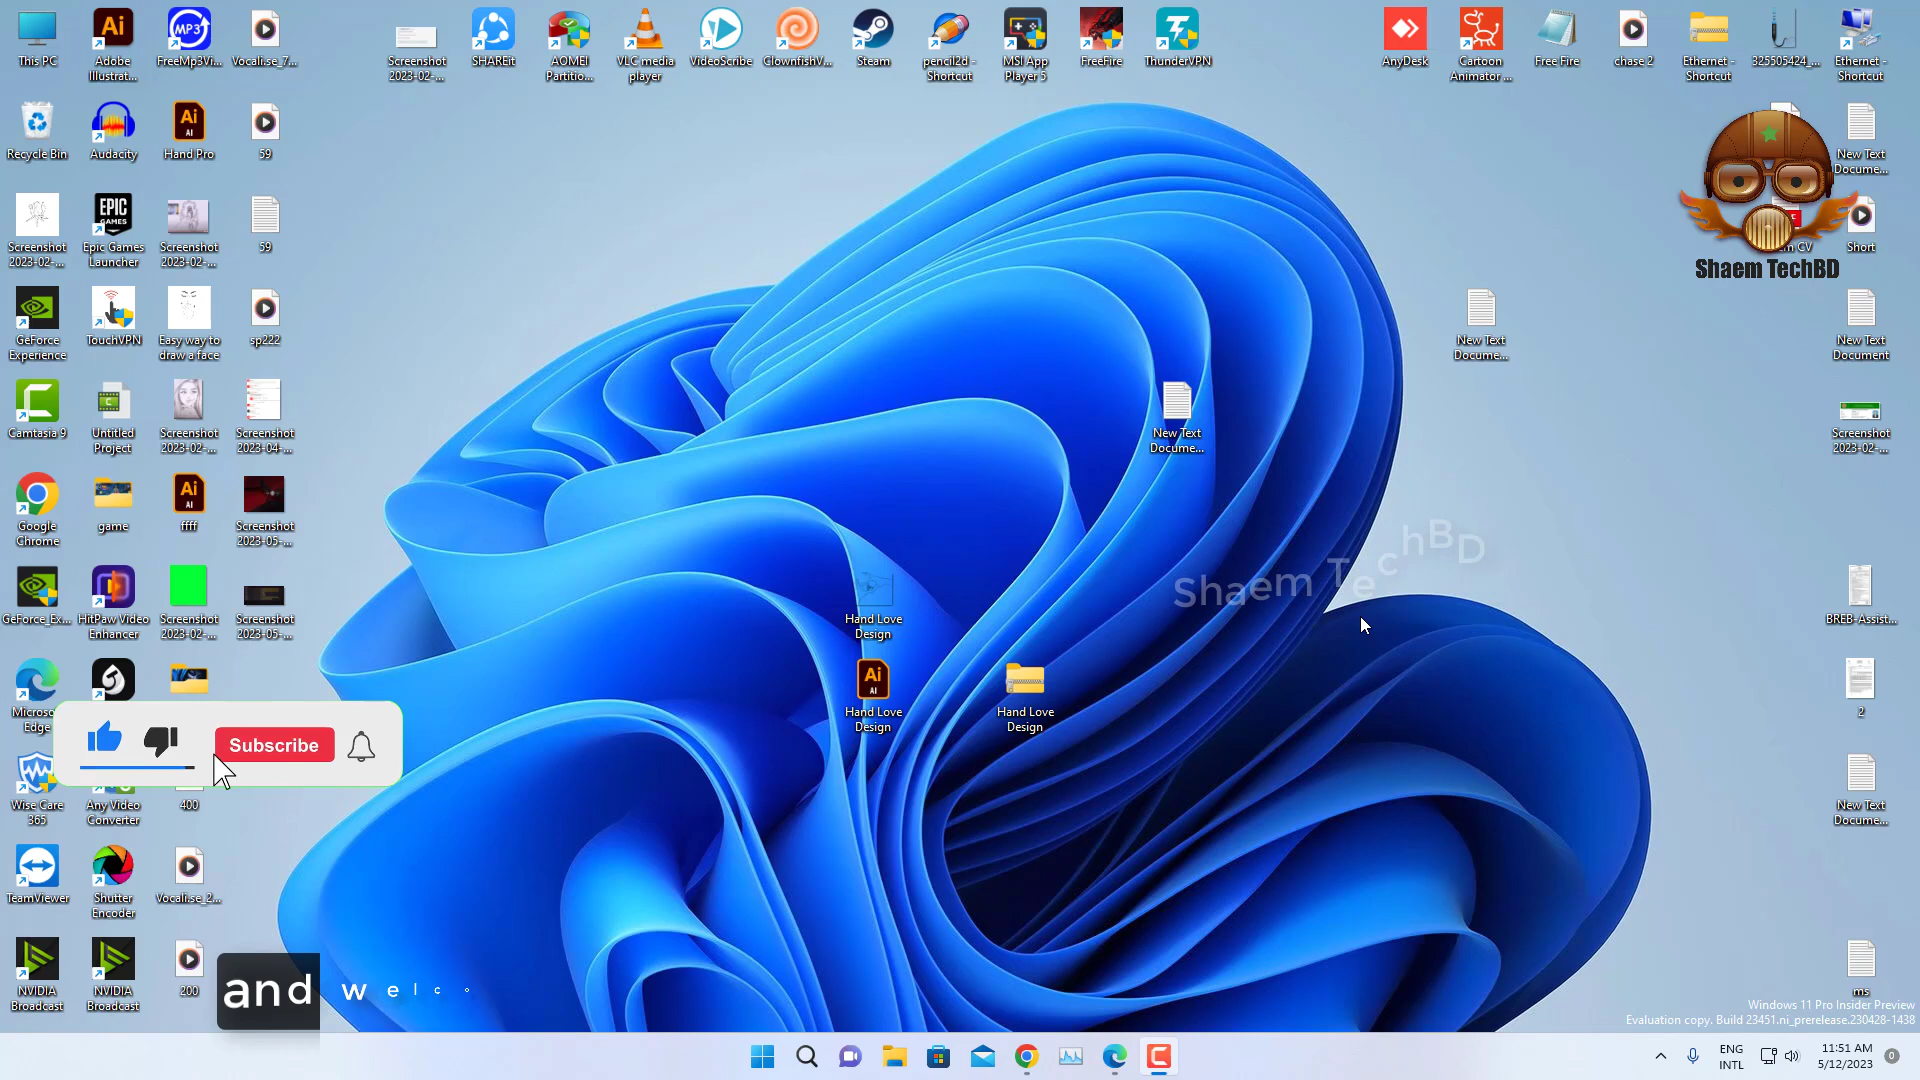 This PC
Adobe
Illustrat...
FreeMp3Vi...
Vocali.se_7...
Screenshot
2023-02-...
SHAREit
AOMEI
Partitio...
VLC media
player
VideoScribe
ClownfishV...
Steam
pencil2d -
Shortcut
MSI App
Player 5
FreeFire
ThunderVPN
AnyDesk
Cartoon
Animator ...
Free Fire
chase 2
Ethernet -
Shortcut
325505424_...
Ethernet -
Shortcut
Recycle Bin
Audacity
Hand Pro
59
New Text
Docume...
Screenshot
2023-02-...
Epic Games
Launcher
Screenshot
2023-02-...
59
CV
Short
Shaem TechBD
GeForce
Experience
TouchVPN
Easy way to
draw a face
sp222
New Text
Docume...
New Text
Document
Camtasia 9
Untitled
Project
Screenshot
2023-02-...
Screenshot
2023-04-...
New Text
Docume...
Screenshot
2023-02-...
Google
Chrome
game
ffff
Screenshot
2023-05-...
Shaem TechBD
GeForce_Ex...
HitPaw Video
Enhancer
Screenshot
2023-02-...
Screenshot
2023-05-...
Hand Love
Design
BREB-Assist...
Hand Love
Design
Hand Love
Design
2
Edge
Subscribe
Wise Care
365
Any Video
Converter
400
New Text
Docume...
TeamViewer
Shutter
Encoder
Vocali.se_2...
NVIDIA
Broadcast
NVIDIA
Broadcast
200
and welc
ms
Windows 11 Pro Insider Preview
Evaluation copy. Build 23451.ni_prerelease.230428-1438
ENG
INTL
11:51 AM
5/12/2023
0